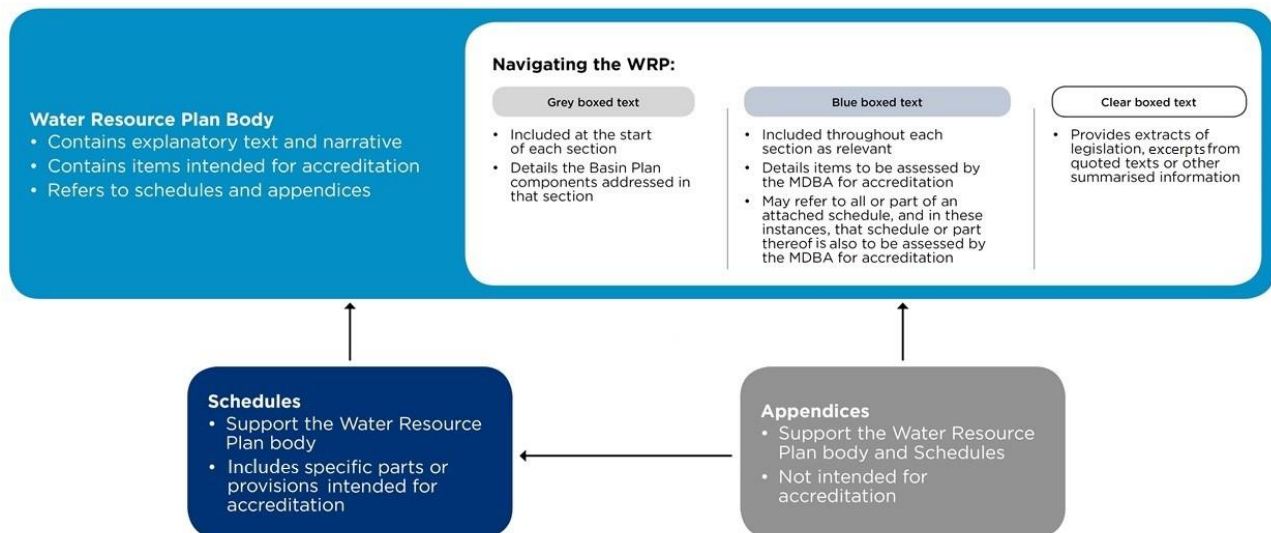 Water Resource Plan Body
• Contains explanatory text and narrative
• Contains items intended for accreditation
• Refers to schedules and appendices
Navigating the WRP:
Grey boxed text
• Included at the start
of each section
• Details the Basin Plan
components addressed in
that section
Blue boxed text
• Included throughout each
section as relevant
• Details items to be assessed by
the MDBA for accreditation
• May refer to all or part of an
attached schedule, and in these
instances, that schedule or part
thereof is also to be assessed by
the MDBA for accreditation
Clear boxed text
• Provides extracts of
legislation, excerpts from
quoted texts or other
summarised information
Schedules
• Support the Water Resource
Plan body
• Includes specific parts or
provisions intended for
accreditation
Appendices
• Support the Water Resource
Plan body and Schedules
• Not intended for
accreditation